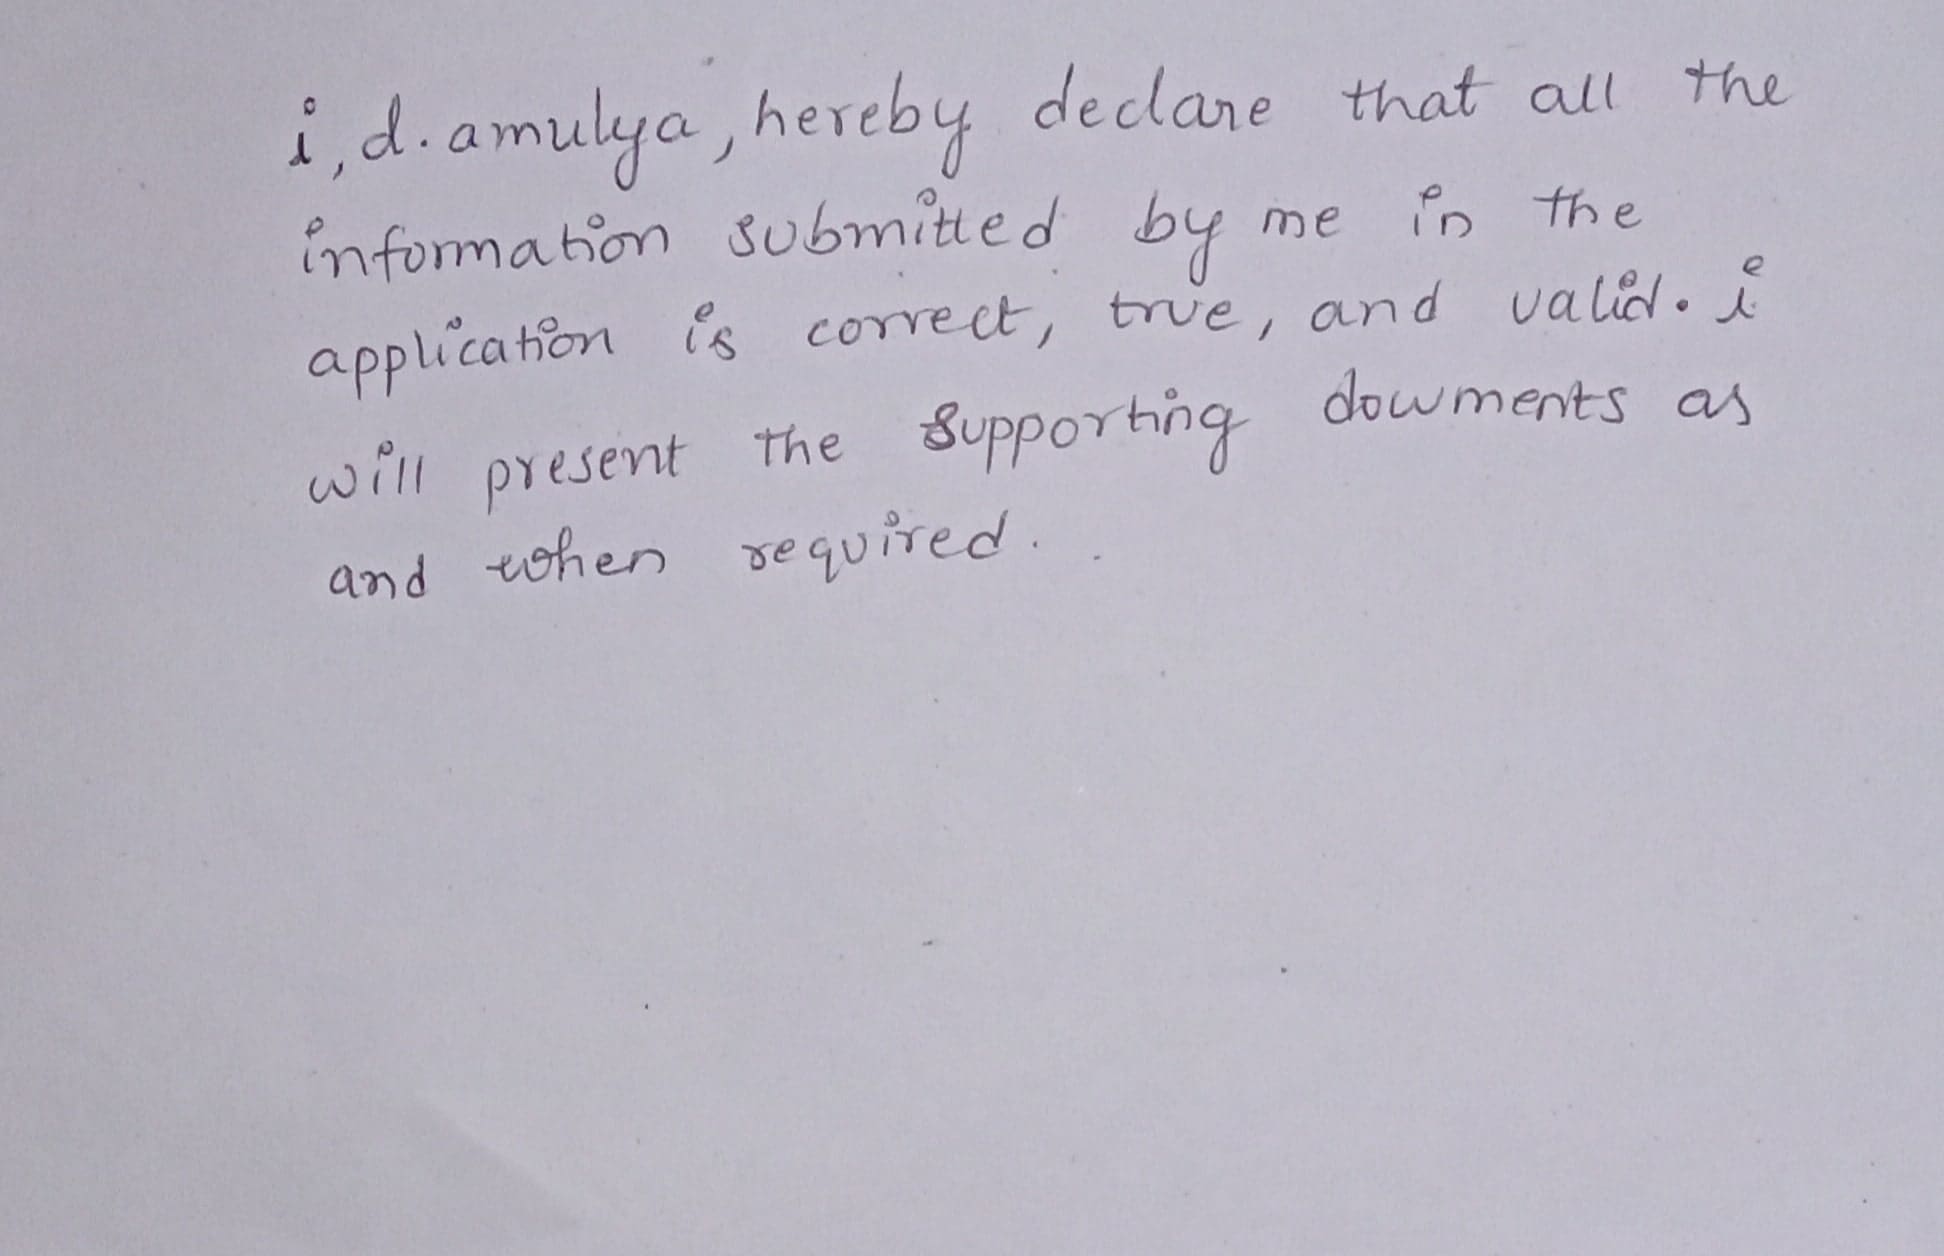 i, d. amulya, hereby declare that all the
information submitted by me in the
application is correct, true, and valid. i
will present the supporting documents as
and when required.